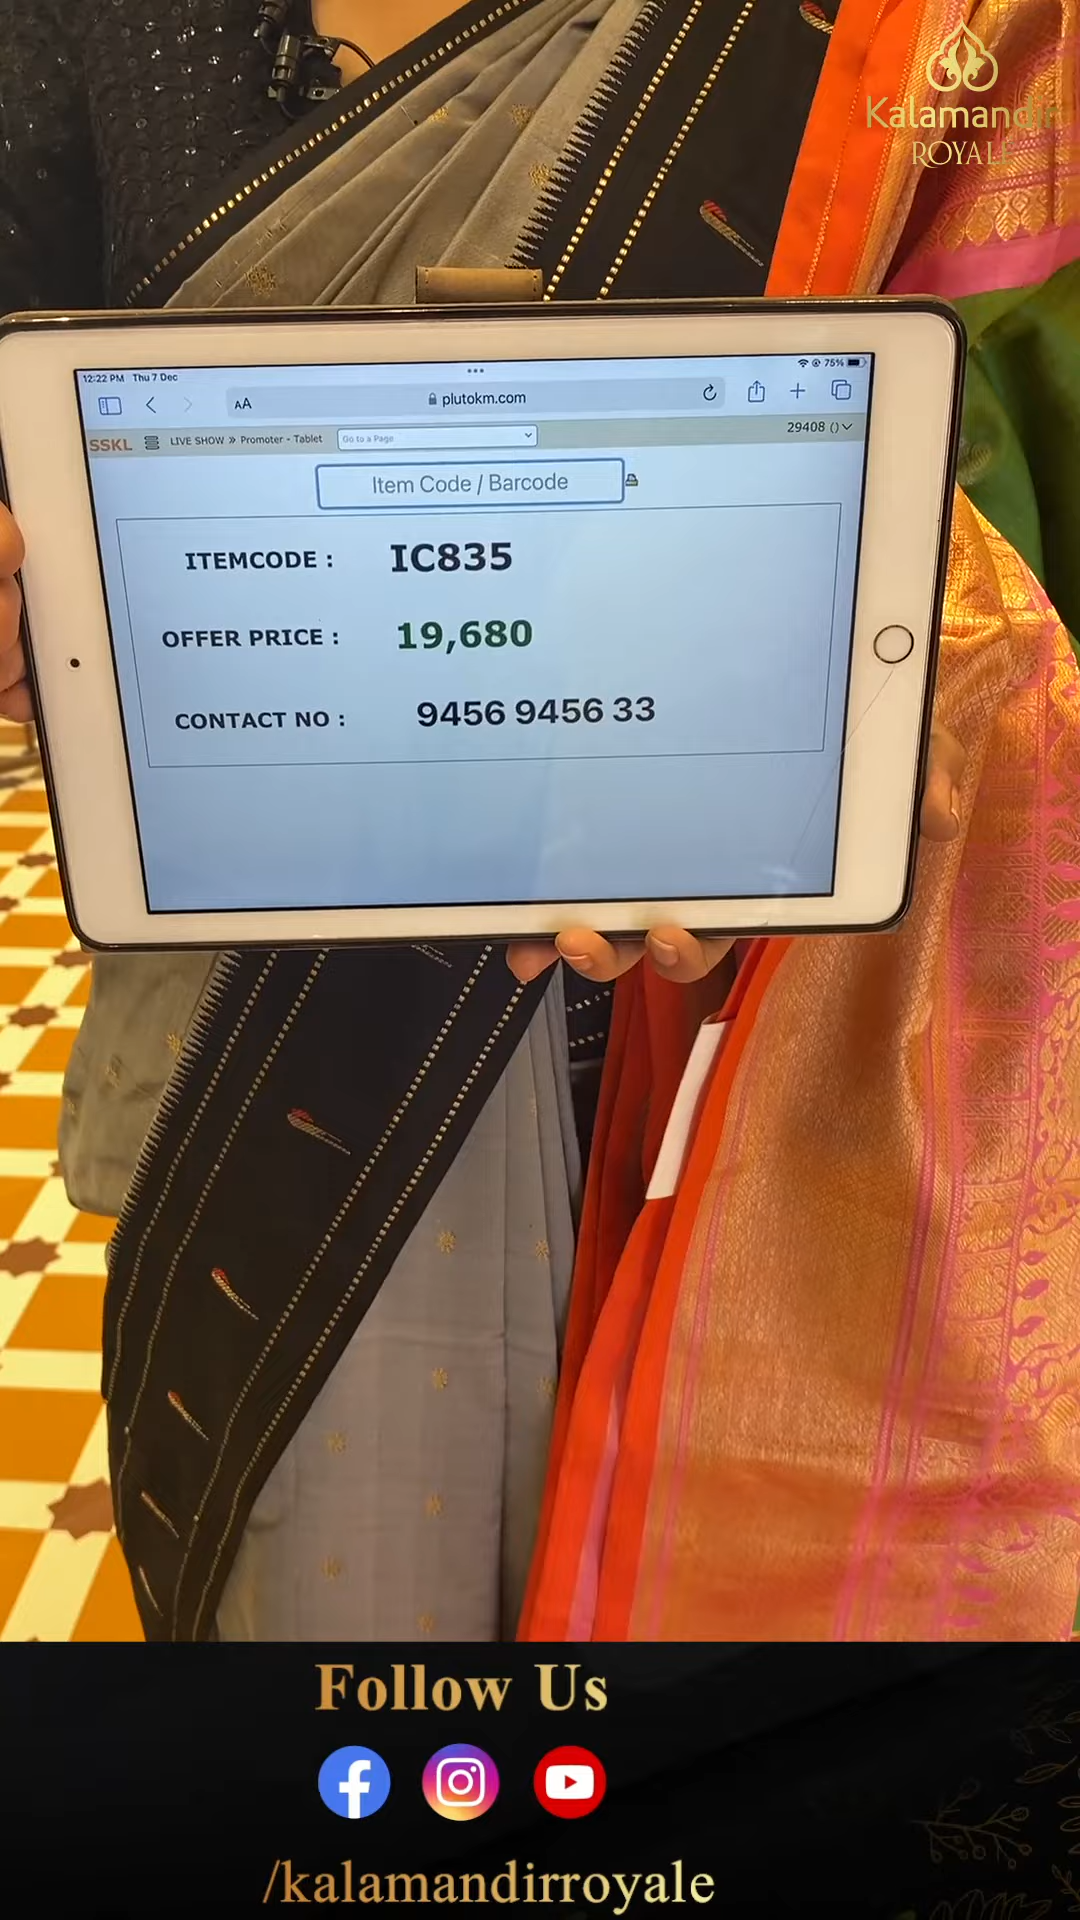 Kalamandir
ROYALE
12:22 PM Thu 7 Dec
75%
AA
plutokm.com
SSKL
LIVE SHOW » Promoter - Tablet
Go to a Page
29408 ()
Item Code / Barcode
ITEMCODE : IC835
OFFER PRICE : 19,680
CONTACT NO : 9456 9456 33
Follow Us
/kalamandirroyale